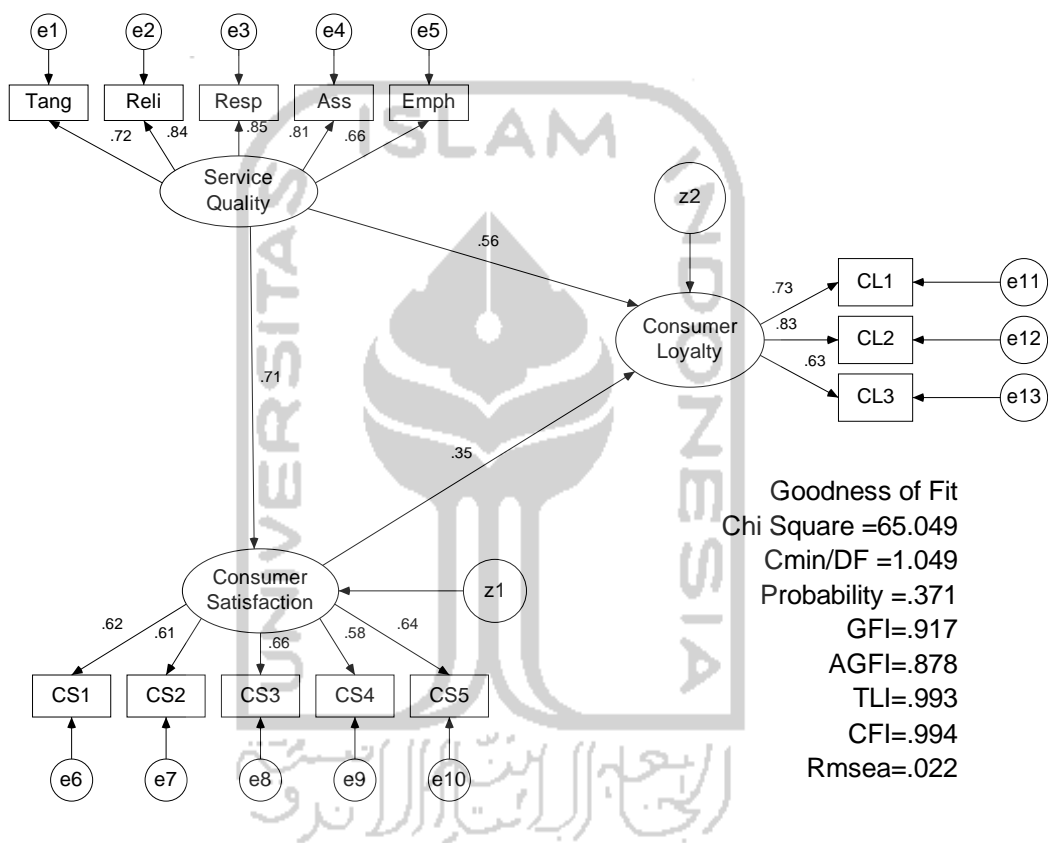 e1
e2
e3
e4
e5
Tang
Reli
Resp
Ass
Emph
.72
.84
.85
.81
.66
Service
Quality
ISLAM
UNIVERSITAS
INDONESIA
z2
.56
.71
.35
Consumer
Loyalty
.73
.83
.63
CL1
CL2
CL3
e11
e12
e13
Goodness of Fit
Chi Square =65.049
Cmin/DF =1.049
Probability =.371
GFI=.917
AGFI=.878
TLI=.993
CFI=.994
Rmsea=.022
Consumer
Satisfaction
z1
.62
.61
.66
.58
.64
CS1
CS2
CS3
CS4
CS5
e6
e7
e8
e9
e10